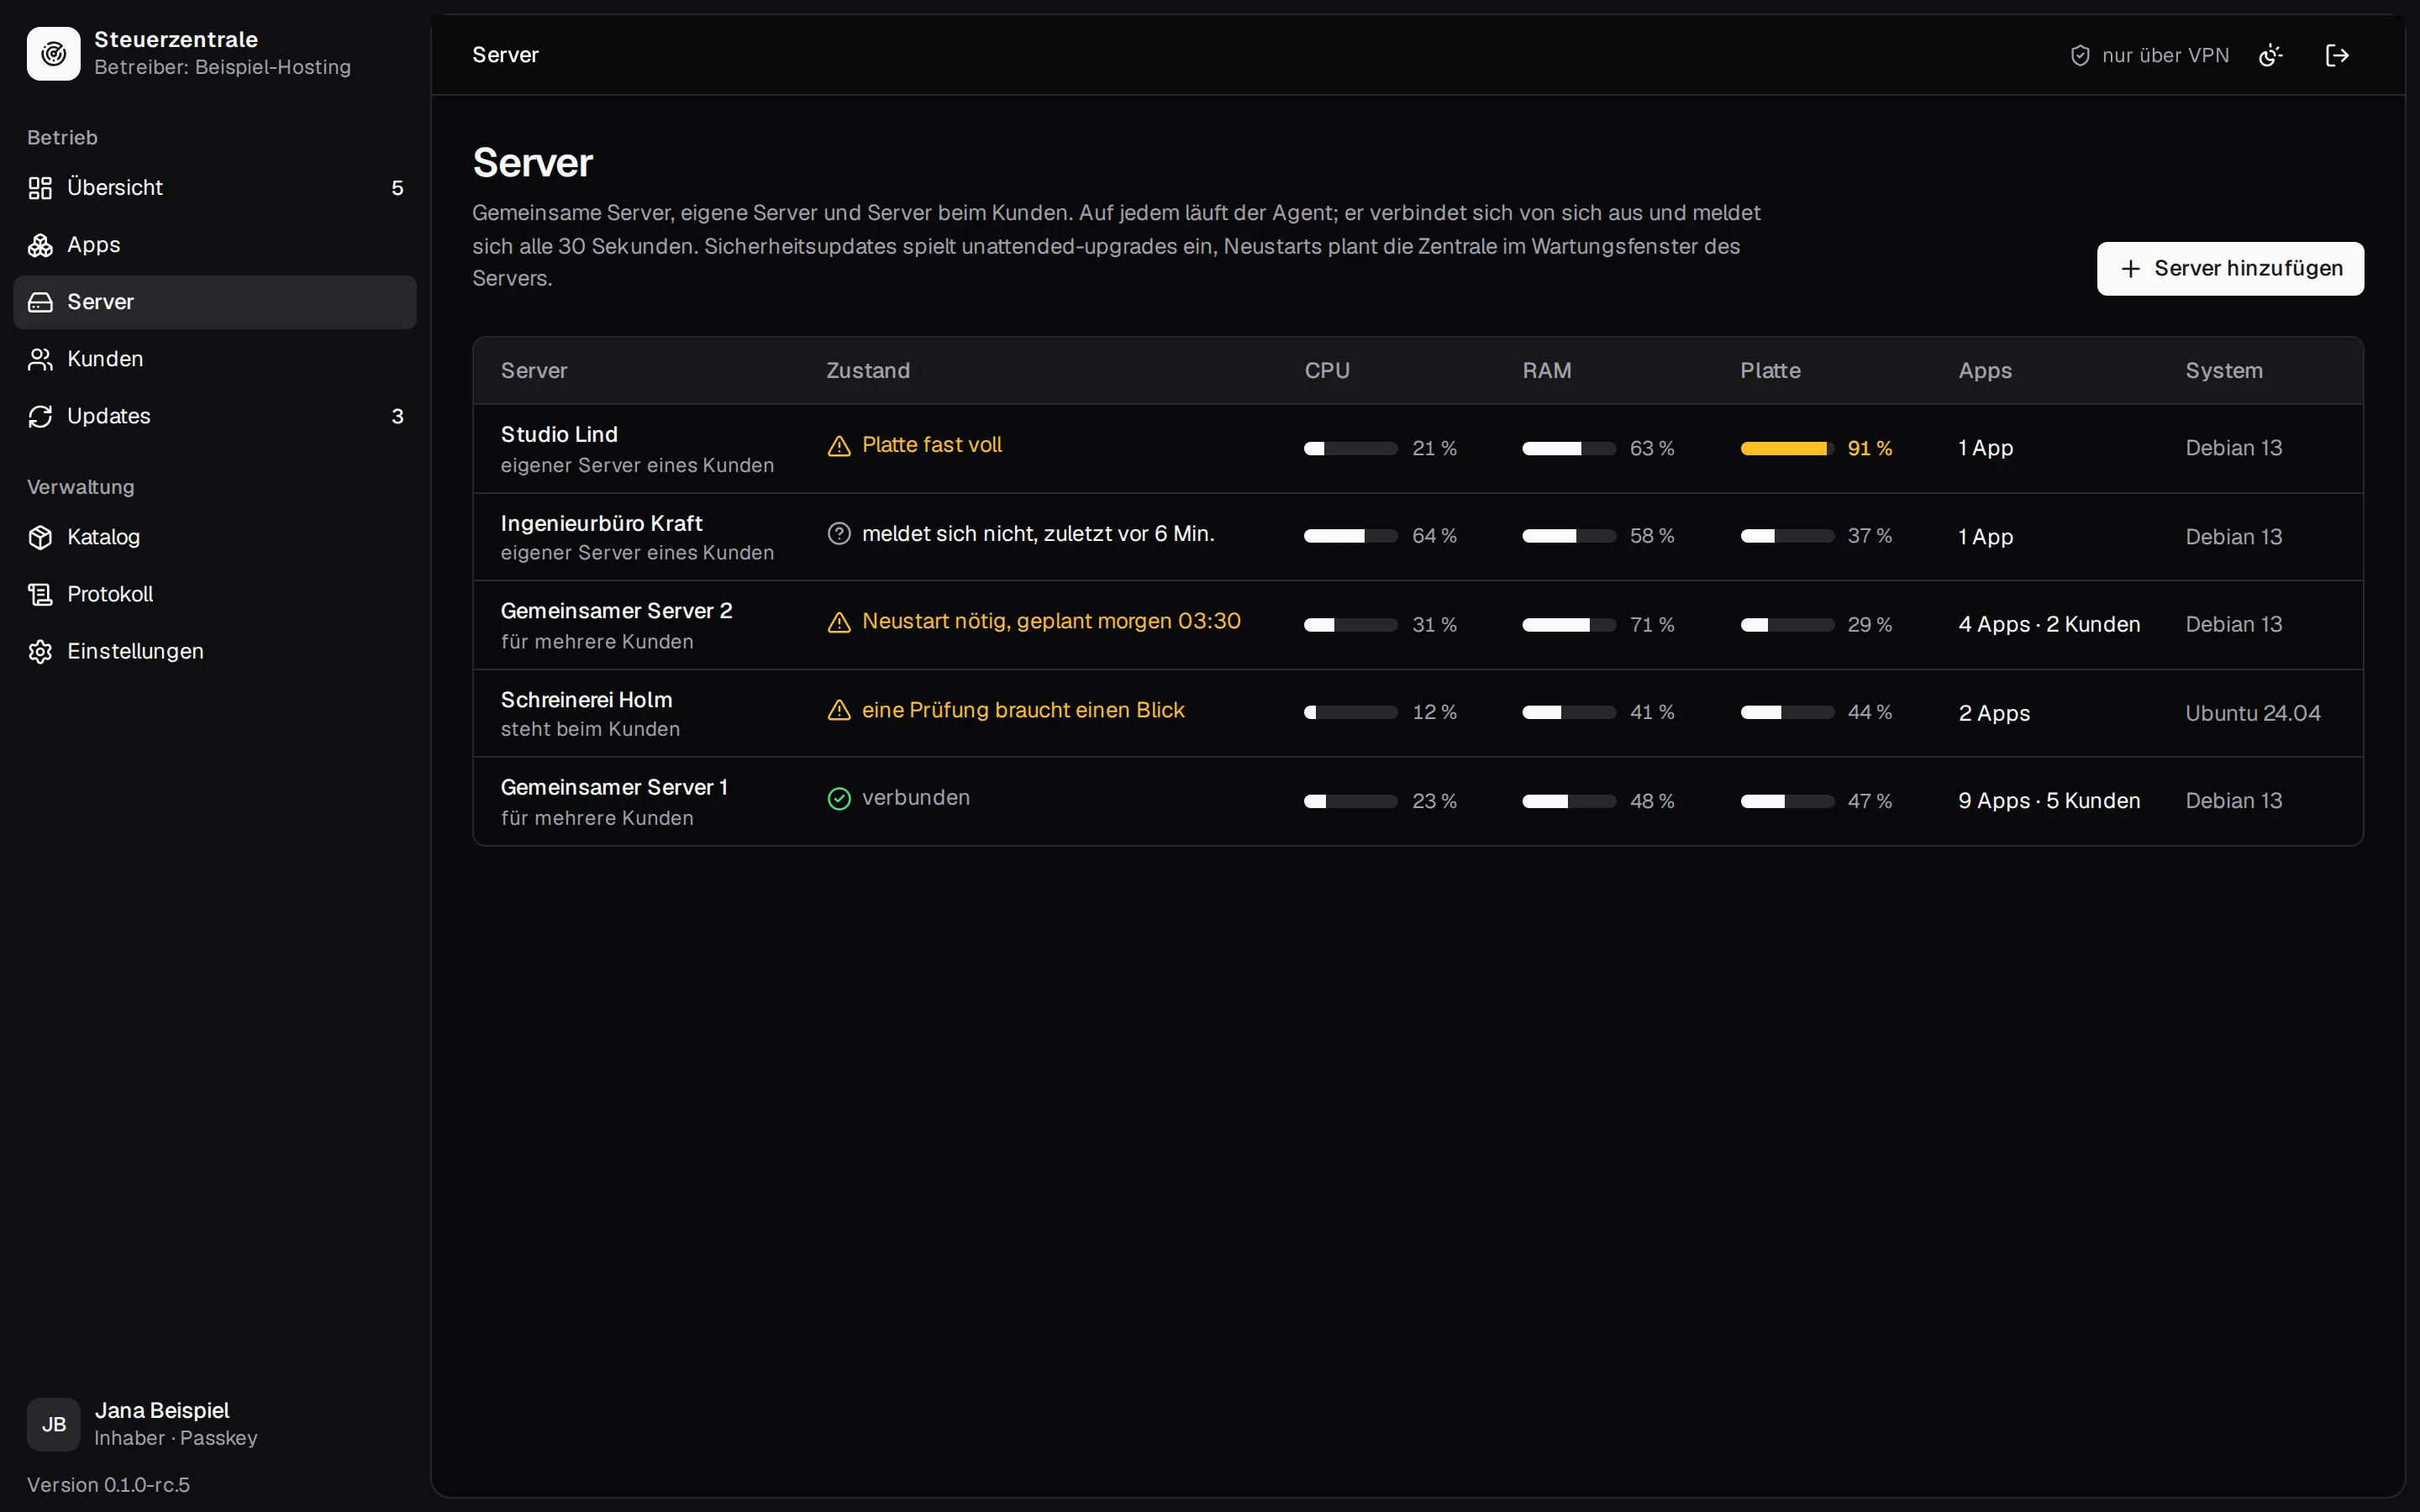 Steuerzentrale
Betreiber: Beispiel-Hosting
Betrieb
Übersicht 5
Apps
Server
Kunden
Updates 3
Verwaltung
Katalog
Protokoll
Einstellungen
JB
Jana Beispiel
Inhaber · Passkey
Version 0.1.0-rc.5
Server
nur über VPN
Server
Gemeinsame Server, eigene Server und Server beim Kunden. Auf jedem läuft der Agent; er verbindet sich von sich aus und meldet
sich alle 30 Sekunden. Sicherheitsupdates spielt unattended-upgrades ein, Neustarts plant die Zentrale im Wartungsfenster des
Servers.
Server hinzufügen
Server Zustand CPU RAM Platte Apps System
Studio Lind
eigener Server eines Kunden
Platte fast voll 21 % 63 % 91 % 1 App Debian 13
Ingenieurbüro Kraft
eigener Server eines Kunden
meldet sich nicht, zuletzt vor 6 Min. 64 % 58 % 37 % 1 App Debian 13
Gemeinsamer Server 2
für mehrere Kunden
Neustart nötig, geplant morgen 03:30 31 % 71 % 29 % 4 Apps · 2 Kunden Debian 13
Schreinerei Holm
steht beim Kunden
eine Prüfung braucht einen Blick 12 % 41 % 44 % 2 Apps Ubuntu 24.04
Gemeinsamer Server 1
für mehrere Kunden
verbunden 23 % 48 % 47 % 9 Apps · 5 Kunden Debian 13